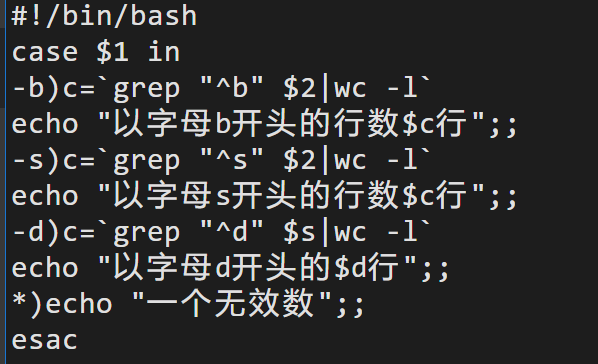 #!/bin/bash
case $1 in
-b)c=`grep "^b" $2|wc -l`
echo "以字母b开头的行数$c行";;
-s)c=`grep "^s" $2|wc -l`
echo "以字母s开头的行数$c行";;
-d)c=`grep "^d" $s|wc -l`
echo "以字母d开头的$d行";;
*)echo "一个无效数";;
esac